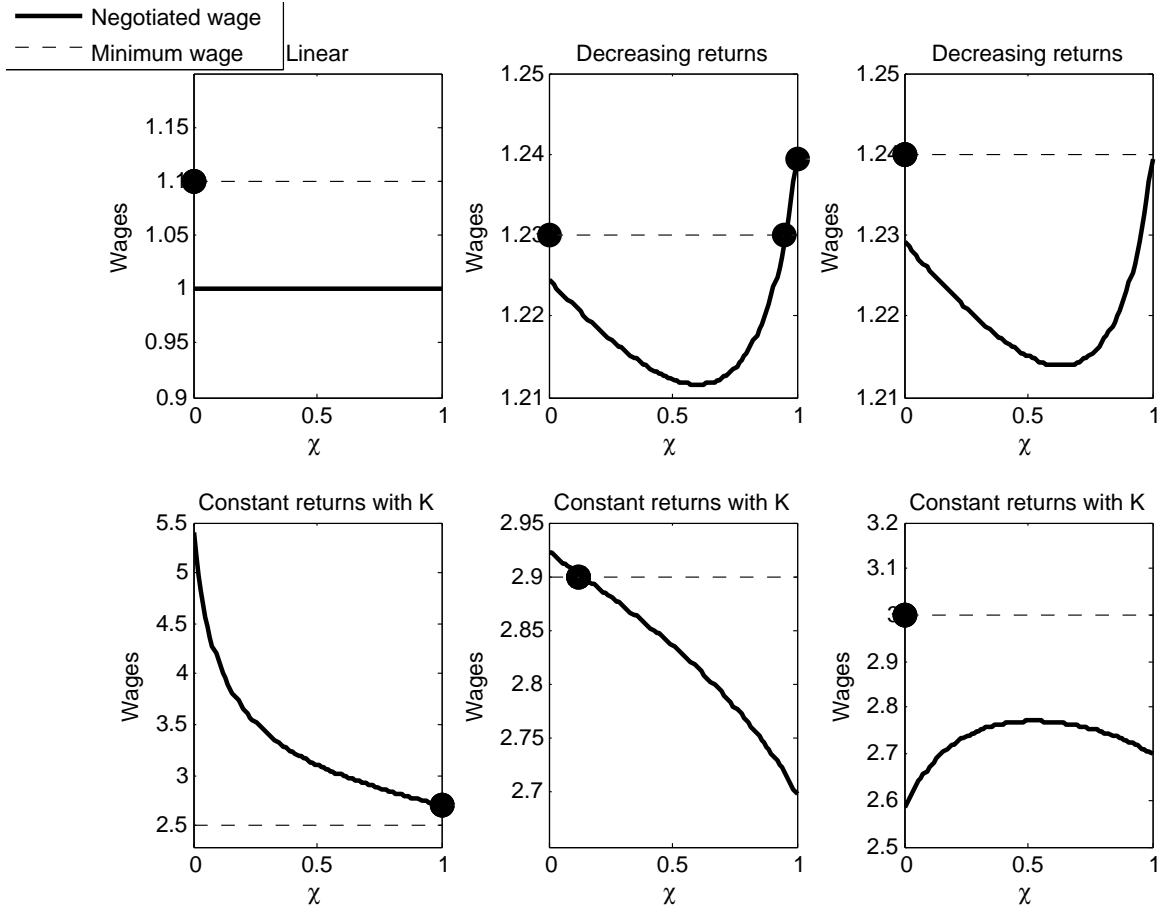 Negotiated wage
Minimum wage
Linear
Decreasing returns
Decreasing returns
1.15
1.1
1.05
1
0.95
0.9
Wages
0
0.5
1
χ
1.25
1.24
1.23
1.22
1.21
Wages
0
0.5
1
χ
1.25
1.24
1.23
1.22
1.21
Wages
0
0.5
1
χ
Constant returns with K
Constant returns with K
Constant returns with K
5.5
5
4.5
4
3.5
3
2.5
Wages
0
0.5
1
χ
2.95
2.9
2.85
2.8
2.75
2.7
Wages
0
0.5
1
χ
3.2
3.1
3
2.9
2.8
2.7
2.6
2.5
Wages
0
0.5
1
χ